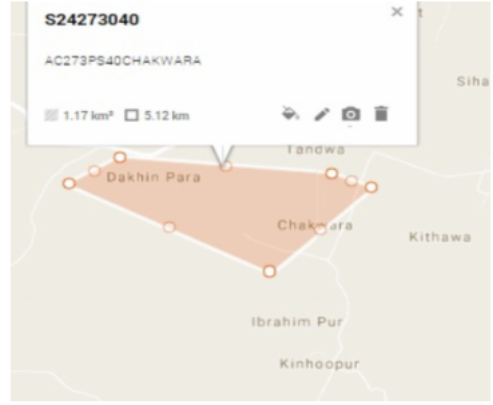 S24273040
AC273PS40CHAKWARA
1.17 km² 5.12 km
t
Siha
Tandwa
Dakhin Para
Chakwara
Kithawa
Ibrahim Pur
Kinhoopur